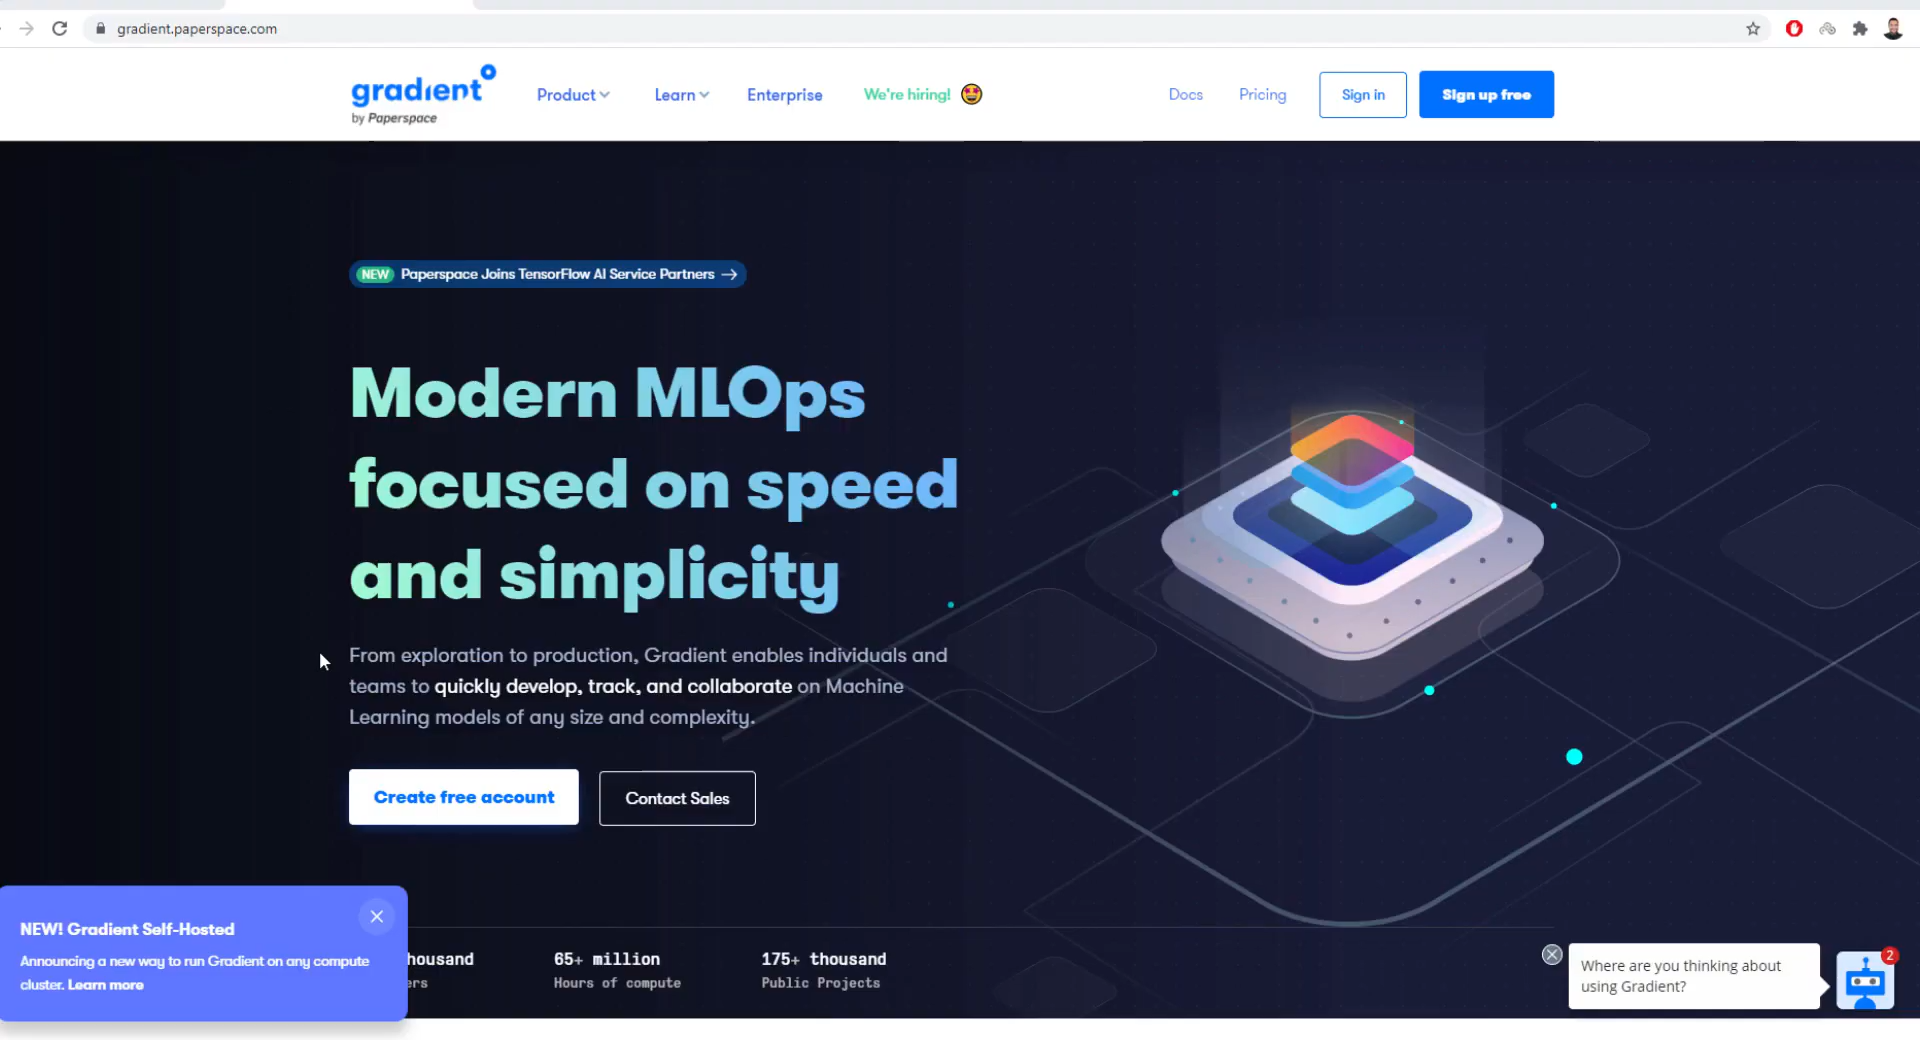 gradient.paperspace.com
gradient
by Paperspace
Product
Learn
Enterprise
We're hiring!
Docs
Pricing
Sign in
Sign up free
NEW Paperspace Joins TensorFlow AI Service Partners →
Modern MLOps
focused on speed
and simplicity
From exploration to production, Gradient enables individuals and
teams to quickly develop, track, and collaborate on Machine
Learning models of any size and complexity.
Create free account
Contact Sales
NEW! Gradient Self-Hosted
Announcing a new way to run Gradient on any compute
cluster. Learn more
65+ million
Hours of compute
175+ thousand
Public Projects
Where are you thinking about
using Gradient?
2